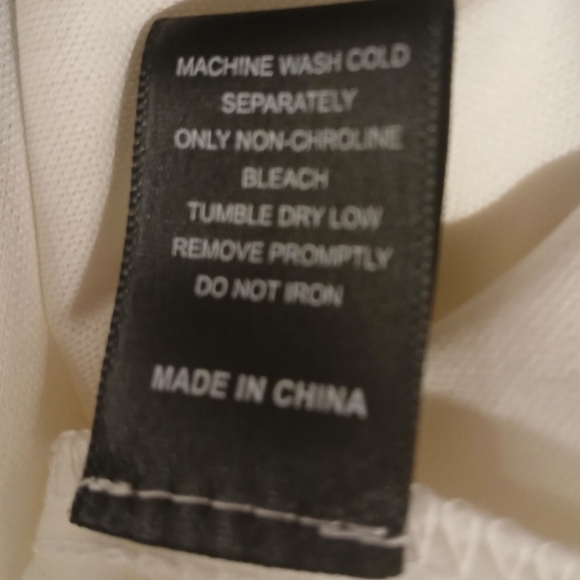 MACHINE WASH COLD
SEPARATELY
ONLY NON-CHROLINE
BLEACH
TUMBLE DRY LOW
REMOVE PROMPTLY
DO NOT IRON
MADE IN CHINA